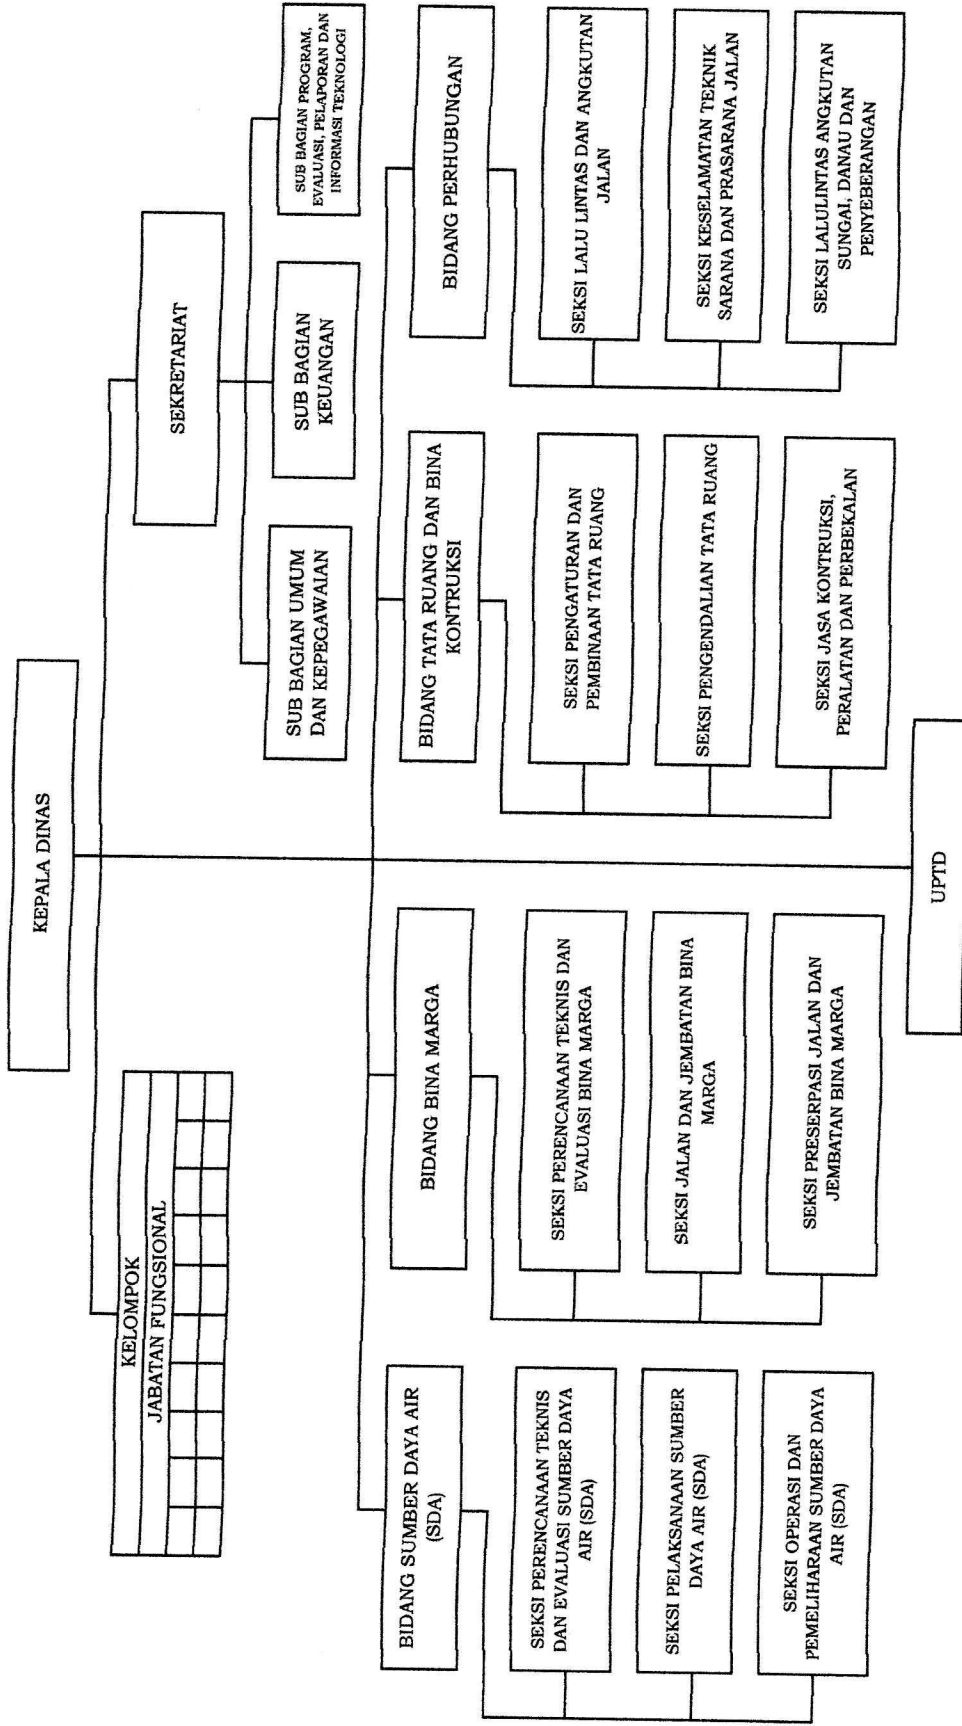 KEPALA DINAS
KELOMPOK
JABATAN FUNGSIONAL
SEKRETARIAT
SUB BAGIAN UMUM
DAN KEPEGAWAIAN
SUB BAGIAN
KEUANGAN
SUB BAGIAN PROGRAM,
EVALUASI, PELAPORAN DAN
INFORMASI TEKNOLOGI
BIDANG SUMBER DAYA AIR
(SDA)
SEKSI PERENCANAAN TEKNIS
DAN EVALUASI SUMBER DAYA
AIR (SDA)
SEKSI PELAKSANAAN SUMBER
DAYA AIR (SDA)
SEKSI OPERASI DAN
PEMELIHARAAN SUMBER DAYA
AIR (SDA)
BIDANG BINA MARGA
SEKSI PERENCANAAN TEKNIS DAN
EVALUASI BINA MARGA
SEKSI JALAN DAN JEMBATAN BINA
MARGA
SEKSI PRESERPASI JALAN DAN
JEMBATAN BINA MARGA
BIDANG TATA RUANG DAN BINA
KONTRUKSI
SEKSI PENGATURAN DAN
PEMBINAAN TATA RUANG
SEKSI PENGENDALIAN TATA RUANG
SEKSI JASA KONTRUKSI,
PERALATAN DAN PERBEKALAN
BIDANG PERHUBUNGAN
SEKSI LALU LINTAS DAN ANGKUTAN
JALAN
SEKSI KESELAMATAN TEKNIK
SARANA DAN PRASARANA JALAN
SEKSI LALULINTAS ANGKUTAN
SUNGAI, DANAU DAN
PENYEBERANGAN
UPTD